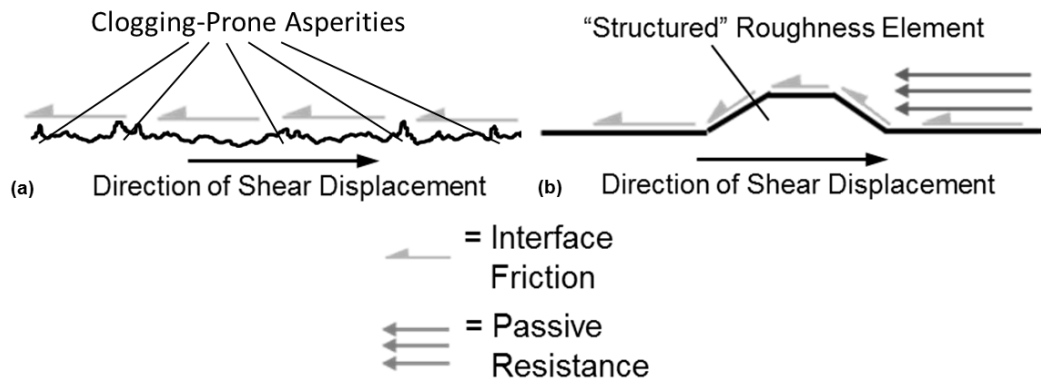 Clogging-Prone Asperities
(a)
Direction of Shear Displacement
“Structured” Roughness Element
(b)
Direction of Shear Displacement
= Interface
Friction
= Passive
Resistance